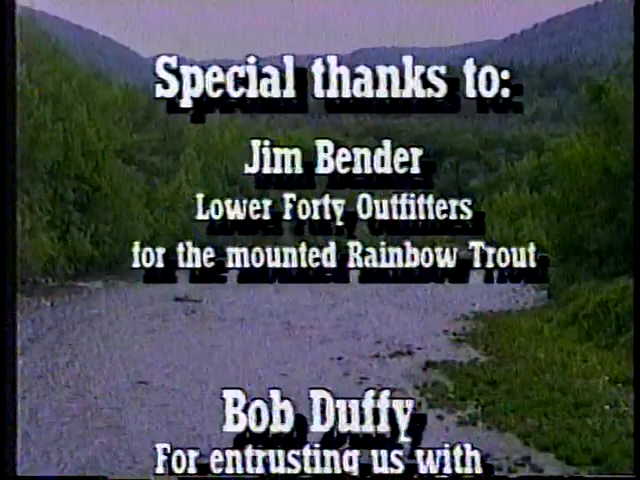 Special thanks to:
Jim Bender
Lower Forty Outfitters
for the mounted Rainbow Trout
Bob Duffy
For entrusting us with